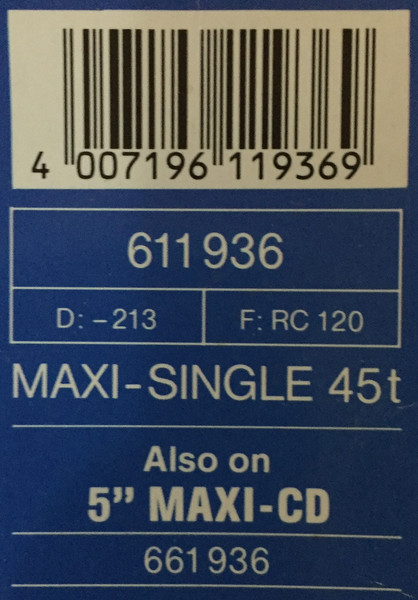 4 007196 119369
611 936
D: – 213 F: RC 120
MAXI-SINGLE 45t
Also on
5” MAXI-CD
661 936